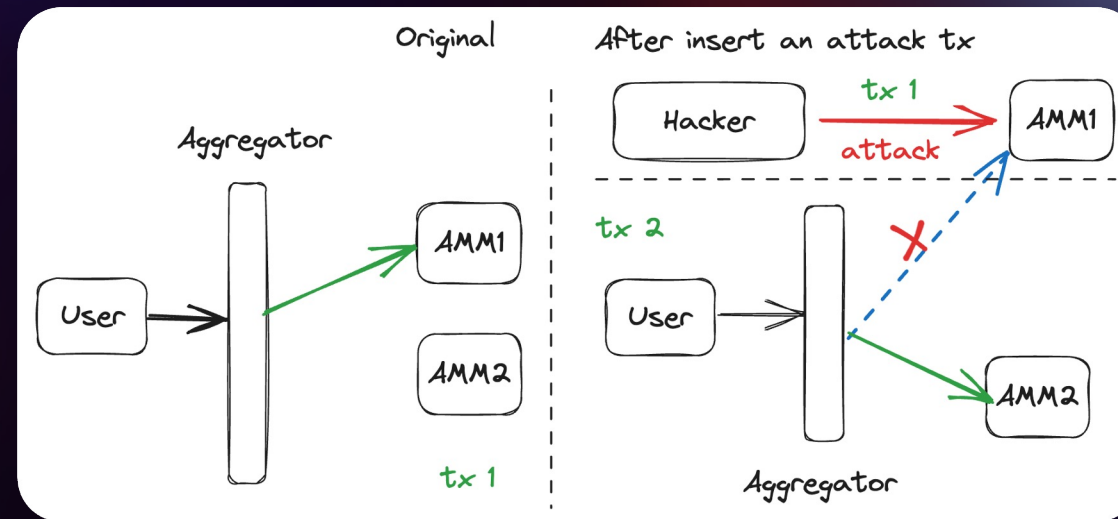 Original
Aggregator
User
AMM1
AMM2
tx 1
After insert an attack tx
Hacker
tx 1
attack
AMM1
tx 2
User
AMM2
Aggregator